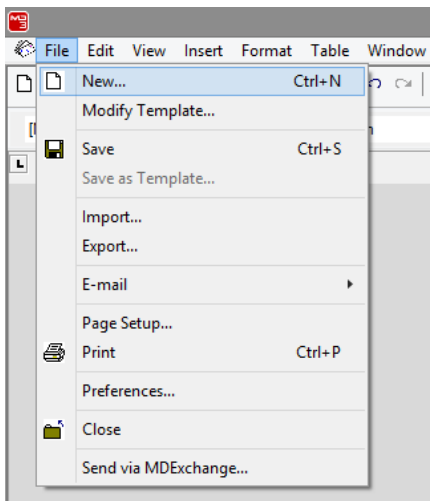 File Edit View Insert Format Table Window
New... Ctrl+N
Modify Template...
Save Ctrl+S
Save as Template...
Import...
Export...
E-mail
Page Setup...
Print Ctrl+P
Preferences...
Close
Send via MDExchange...